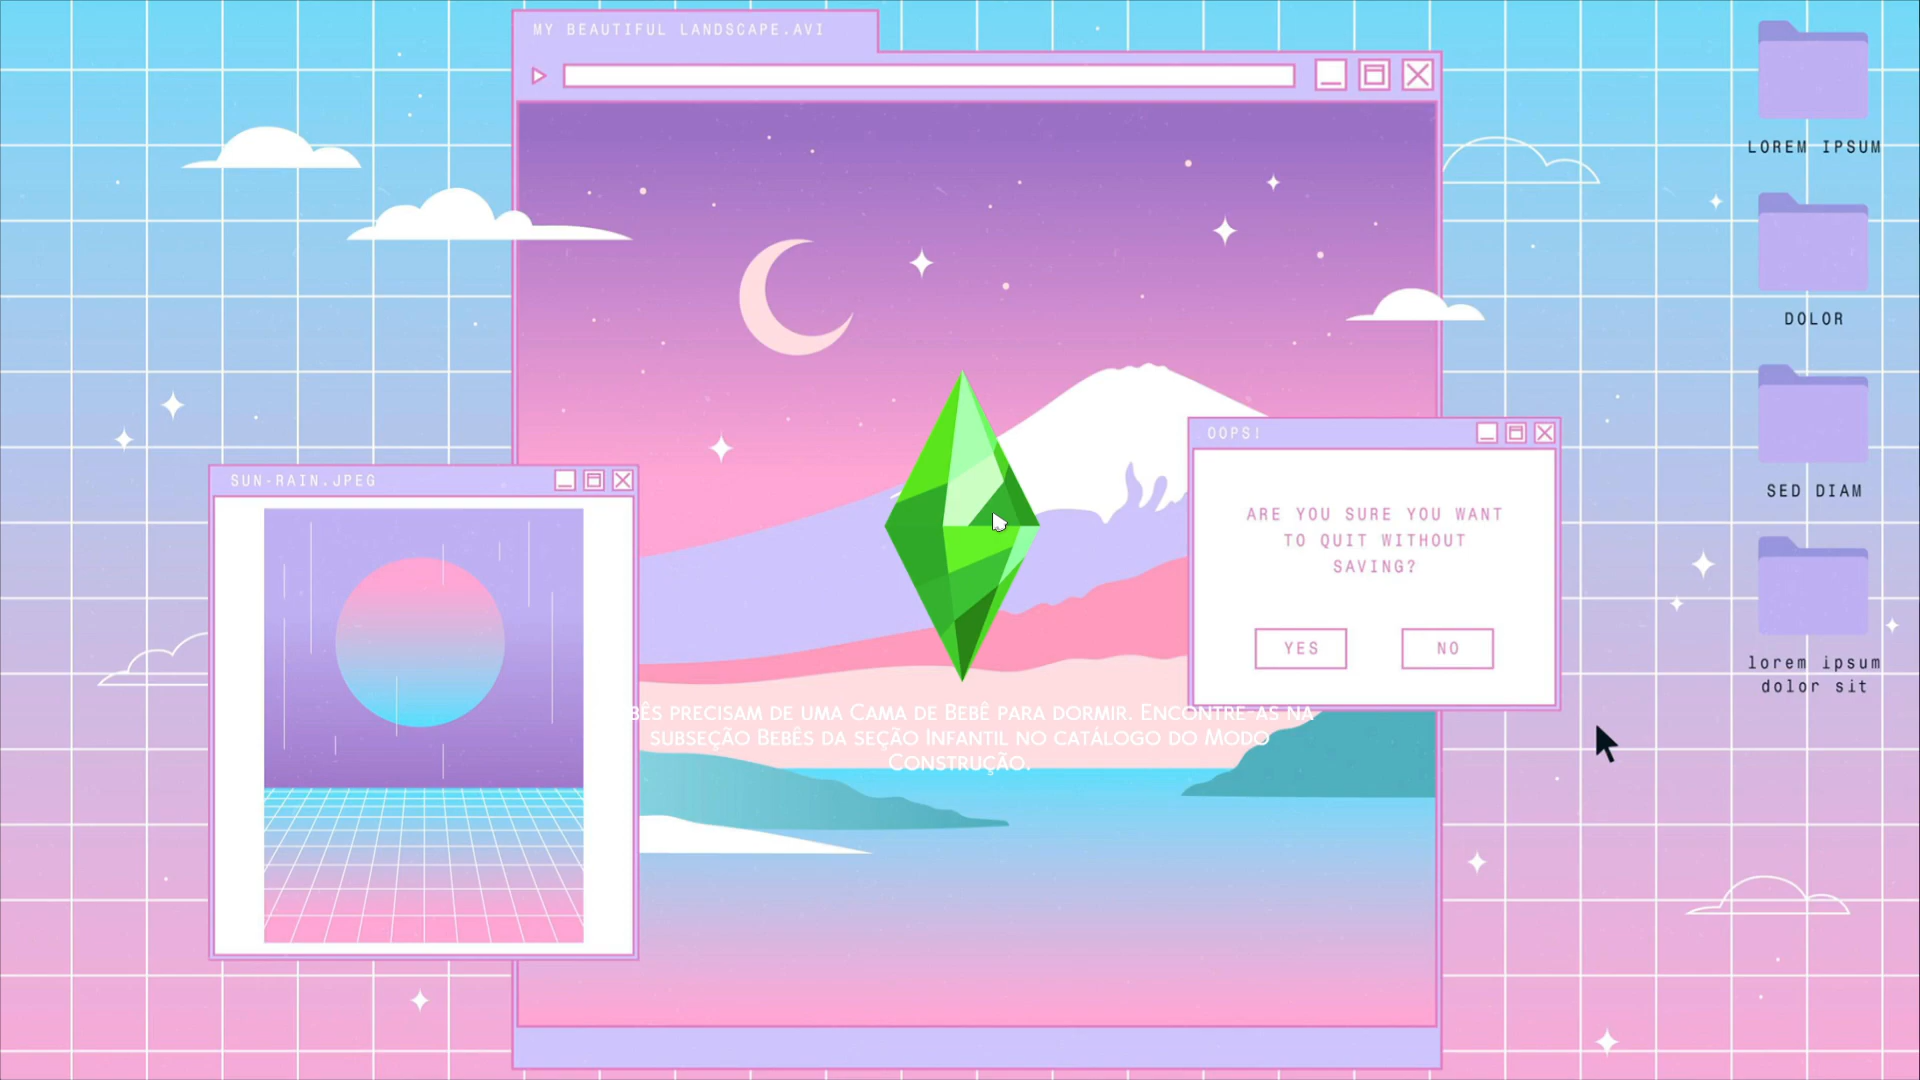 MY BEAUTIFUL LANDSCAPE.AVI
LOREM IPSUM
DOLOR
SED DIAM
lorem ipsum
dolor sit
OOPS!
ARE YOU SURE YOU WANT
TO QUIT WITHOUT
SAVING?
YES
NO
SUN-RAIN.JPEG
PRECISAM DE UMA CAMA DE BEBÊ PARA DORMIR. ENCONTRE-AS NA
SUBSEÇÃO BEBÊS DA SEÇÃO INFANTIL NO CATÁLOGO DO MODO
CONSTRUÇÃO.